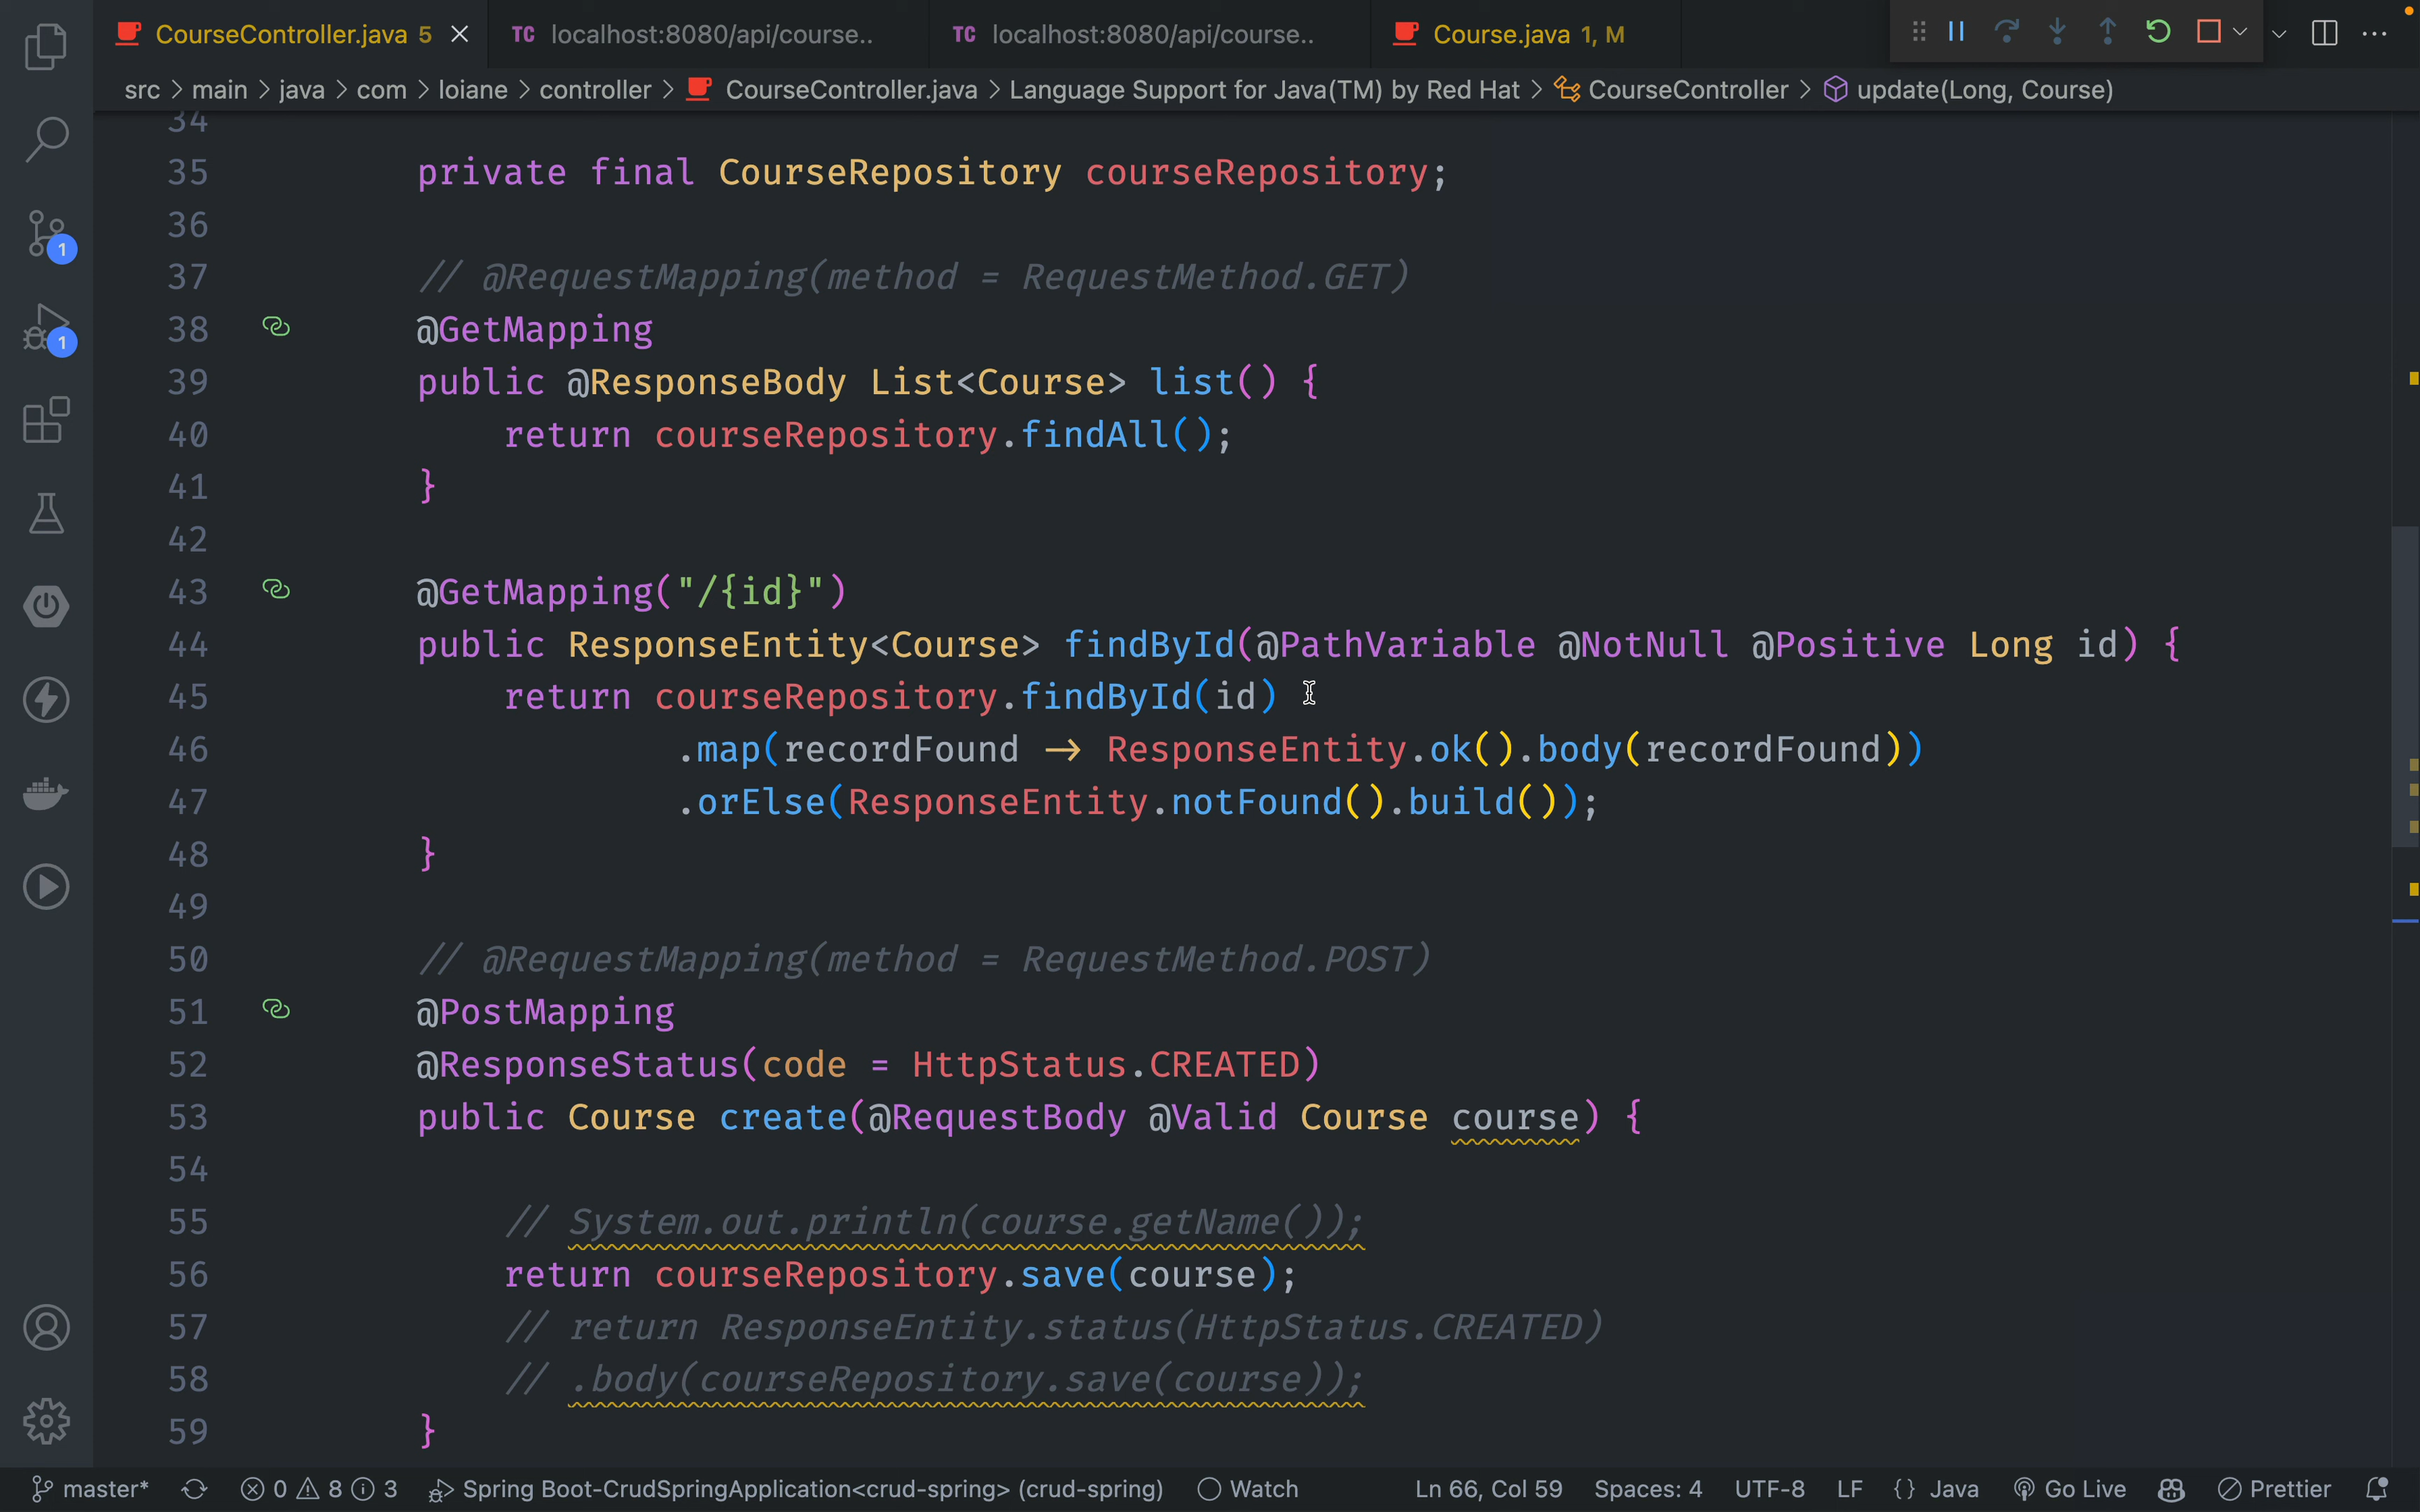 CourseController.java 5
TC localhost:8080/api/course..
TC localhost:8080/api/course..
Course.java 1, M
src > main > java > com > loiane > controller > CourseController.java > Language Support for Java(TM) by Red Hat > CourseController > update(Long, Course)
34
35 private final CourseRepository courseRepository;
36
37 // @RequestMapping(method = RequestMethod.GET)
38 @GetMapping
39 public @ResponseBody List<Course> list() {
40 return courseRepository.findAll();
41 }
42
43 @GetMapping("/{id}")
44 public ResponseEntity<Course> findById(@PathVariable @NotNull @Positive Long id) {
45 return courseRepository.findById(id)
46 .map(recordFound → ResponseEntity.ok().body(recordFound))
47 .orElse(ResponseEntity.notFound().build());
48 }
49
50 // @RequestMapping(method = RequestMethod.POST)
51 @PostMapping
52 @ResponseStatus(code = HttpStatus.CREATED)
53 public Course create(@RequestBody @Valid Course course) {
54
55 // System.out.println(course.getName());
56 return courseRepository.save(course);
57 // return ResponseEntity.status(HttpStatus.CREATED)
58 // .body(courseRepository.save(course));
59 }
1
1
master* 0 8 3 Spring Boot-CrudSpringApplication<crud-spring> (crud-spring) Watch Ln 66, Col 59 Spaces: 4 UTF-8 LF {} Java Go Live Prettier